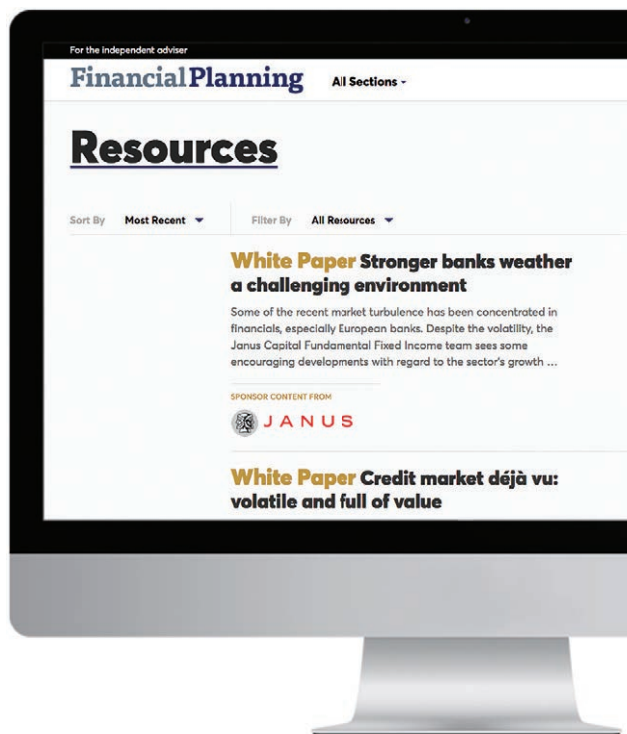 For the independent adviser
Financial Planning All Sections
Resources
Sort By Most Recent Filter By All Resources
White Paper Stronger banks weather
a challenging environment
Some of the recent market turbulence has been concentrated in
financials, especially European banks. Despite the volatility, the
Janus Capital Fundamental Fixed Income team sees some
encouraging developments with regard to the sector's growth ...
SPONSOR CONTENT FROM
JANUS
White Paper Credit market déjà vu:
volatile and full of value